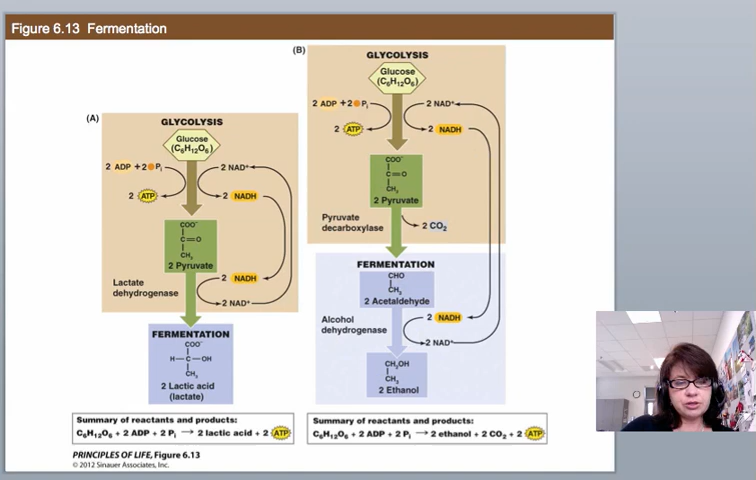 Figure 6.13 Fermentation
(A)
GLYCOLYSIS
Glucose
(C₆H₁₂O₆)
2 ADP + 2 Pᵢ
2 NAD⁺
2 ATP
2 NADH
COO⁻
C=O
CH₃
2 Pyruvate
2 NADH
Lactate
dehydrogenase
2 NAD⁺
FERMENTATION
COO⁻
H—C—OH
CH₃
2 Lactic acid
(lactate)
Summary of reactants and products:
C₆H₁₂O₆ + 2 ADP + 2 Pᵢ → 2 lactic acid + 2 ATP
(B)
GLYCOLYSIS
Glucose
(C₆H₁₂O₆)
2 ADP + 2 Pᵢ
2 NAD⁺
2 ATP
2 NADH
COO⁻
C=O
CH₃
2 Pyruvate
Pyruvate
decarboxylase
2 CO₂
FERMENTATION
CHO
CH₃
2 Acetaldehyde
2 NADH
Alcohol
dehydrogenase
2 NAD⁺
CH₂OH
CH₃
2 Ethanol
Summary of reactants and products:
C₆H₁₂O₆ + 2 ADP + 2 Pᵢ → 2 ethanol + 2 CO₂ + 2 ATP
PRINCIPLES OF LIFE, Figure 6.13
© 2012 Sinauer Associates, Inc.